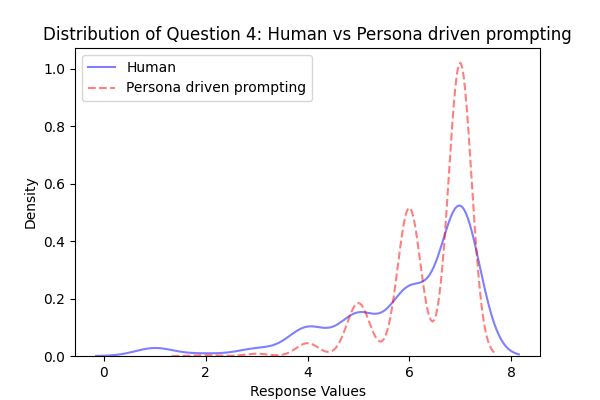 Distribution of Question 4: Human vs Persona driven prompting
Human
Persona driven prompting
1.0
0.8
0.6
0.4
0.2
0.0
Density
0 2 4 6 8
Response Values